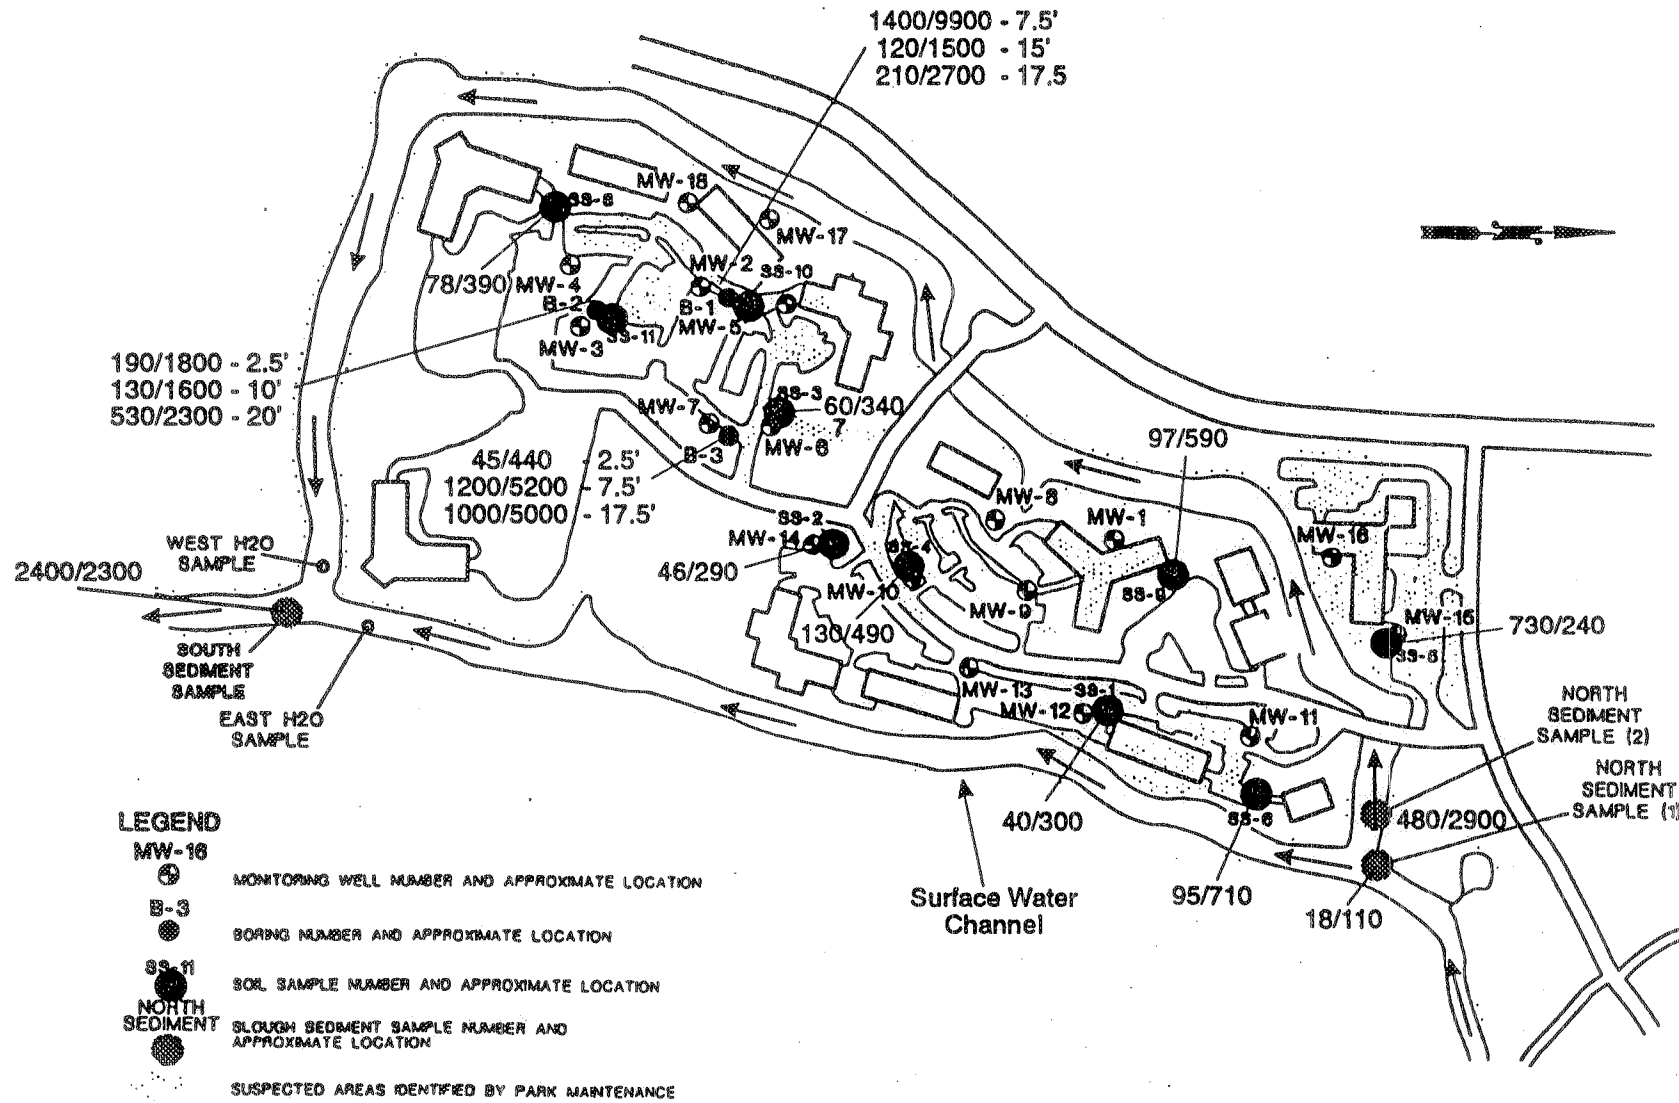 1400/9900 - 7.5'
120/1500 - 15'
210/2700 - 17.5
MW-18
SS-8
MW-17
MW-2
SS-10
78/390
MW-4
B-2
B-1
MW-5
SS-11
MW-3
190/1800 - 2.5'
130/1600 - 10'
530/2300 - 20'
SS-3
60/340
7
MW-7
MW-6
B-3
97/590
45/440 - 2.5'
1200/5200 - 7.5'
1000/5000 - 17.5'
MW-8
SS-2
MW-1
MW-14
MW-16
WEST H2O
SAMPLE
SS-4
2400/2300
46/290
MW-10
MW-9
SS-9
130/490
MW-15
730/240
SS-6
SOUTH
SEDIMENT
SAMPLE
MW-13
SS-1
MW-12
MW-11
EAST H2O
SAMPLE
NORTH
SEDIMENT
SAMPLE (2)
NORTH
SEDIMENT
SAMPLE (1)
40/300
SS-6
480/2900
95/710
18/110
Surface Water
Channel
LEGEND
MW-16
MONITORING WELL NUMBER AND APPROXIMATE LOCATION
B-3
BORING NUMBER AND APPROXIMATE LOCATION
SS-11
SOIL SAMPLE NUMBER AND APPROXIMATE LOCATION
NORTH
SEDIMENT
SLOUGH SEDIMENT SAMPLE NUMBER AND
APPROXIMATE LOCATION
SUSPECTED AREAS IDENTIFIED BY PARK MAINTENANCE